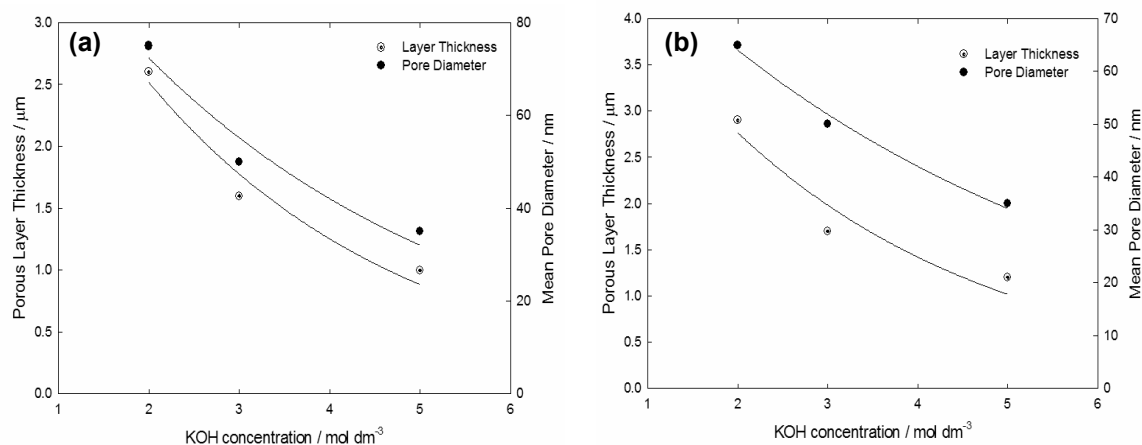 (a)
Layer Thickness
Pore Diameter
3.0
2.5
2.0
1.5
1.0
0.5
0.0
Porous Layer Thickness / μm
80
60
40
20
0
Mean Pore Diameter / nm
1 2 3 4 5 6
KOH concentration / mol dm-3
(b)
Layer Thickness
Pore Diameter
4.0
3.5
3.0
2.5
2.0
1.5
1.0
0.5
0.0
Porous Layer Thickness / μm
70
60
50
40
30
20
10
0
Mean Pore Diameter / nm
1 2 3 4 5 6
KOH concentration / mol dm-3